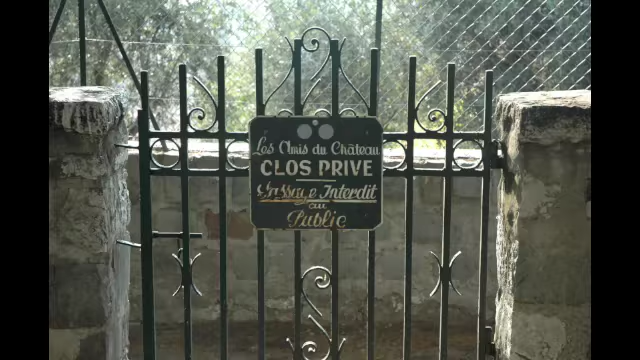 Les Amis du Château
CLOS PRIVE
Passage Interdit
au
Public